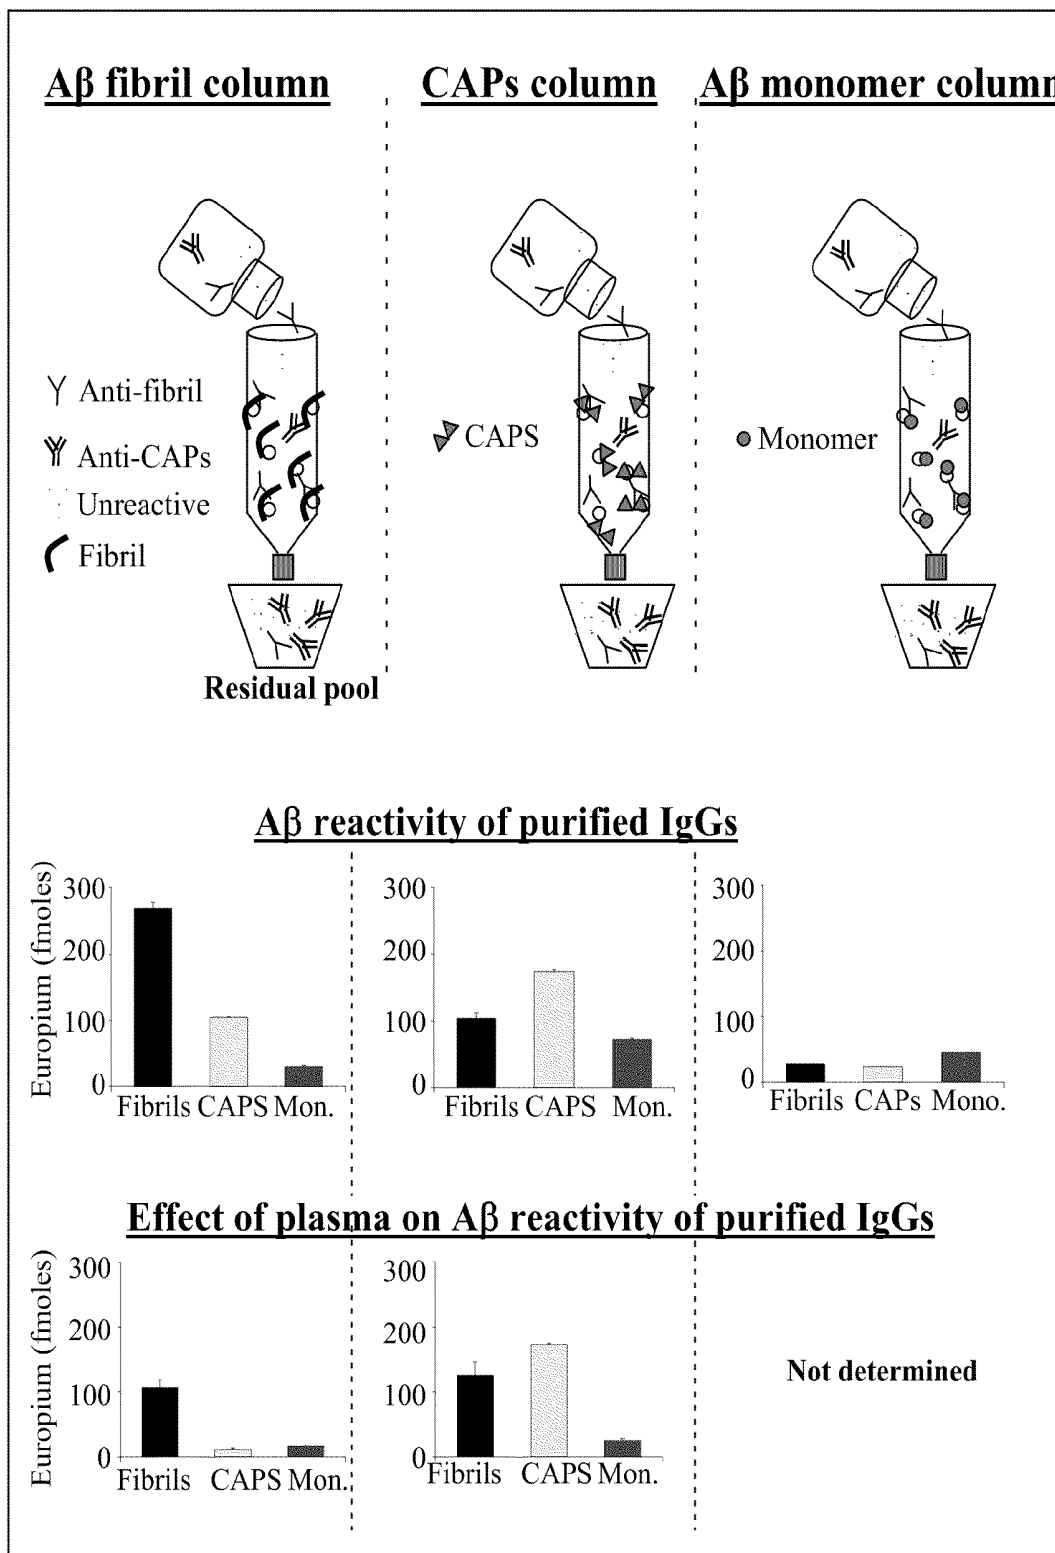 Aβ fibril column
CAPs column
Aβ monomer column
Anti-fibril
Anti-CAPs
Unreactive
Fibril
CAPS
Monomer
Residual pool
Aβ reactivity of purified IgGs
Europium (fmoles)
300
200
100
0
Fibrils CAPS Mon.
300
200
100
0
Fibrils CAPS Mon.
300
200
100
0
Fibrils CAPs Mono.
Effect of plasma on Aβ reactivity of purified IgGs
Europium (fmoles)
300
200
100
0
Fibrils CAPS Mon.
300
200
100
0
Fibrils CAPS Mon.
Not determined